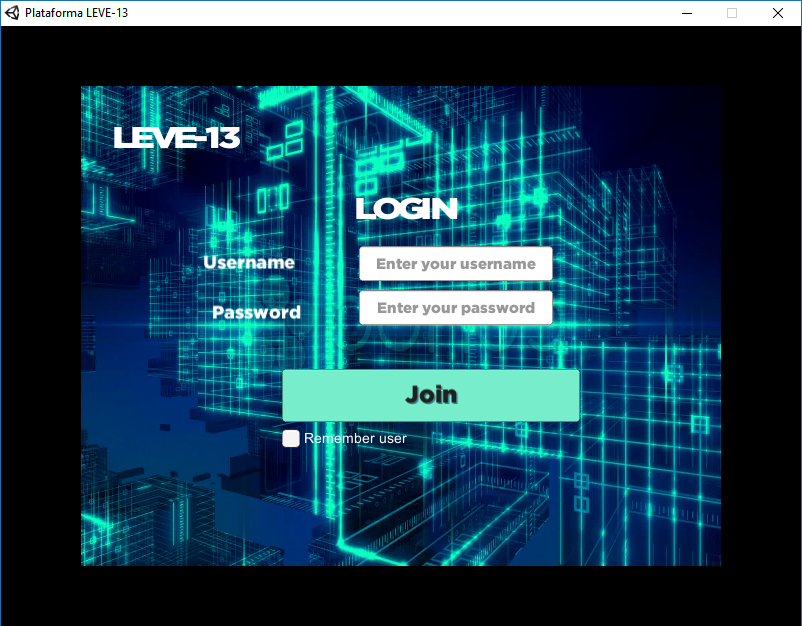 Plataforma LEVE-13
LEVE-13
LOGIN
Username
Enter your username
Password
Enter your password
Join
Remember user